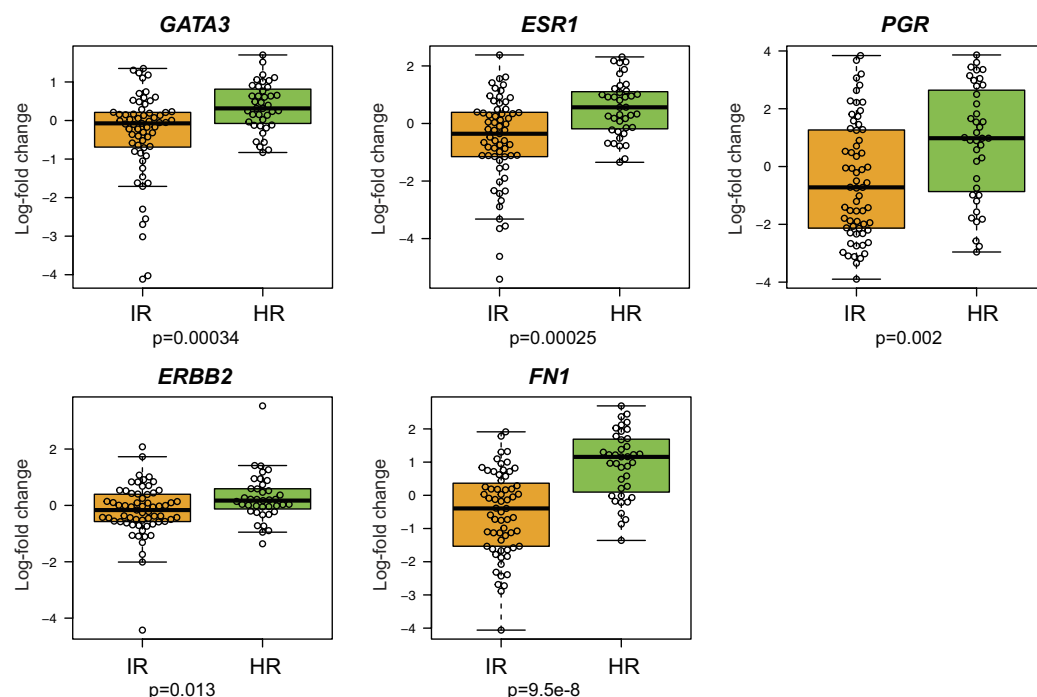 GATA3
ESR1
PGR
Log-fold change
1
0
−1
−2
−3
−4
IR
HR
p=0.00034
Log-fold change
2
0
−2
−4
IR
HR
p=0.00025
Log-fold change
4
2
0
−2
−4
IR
HR
p=0.002
ERBB2
FN1
Log-fold change
2
0
−2
−4
IR
HR
p=0.013
Log-fold change
2
1
0
−1
−2
−3
−4
IR
HR
p=9.5e-8